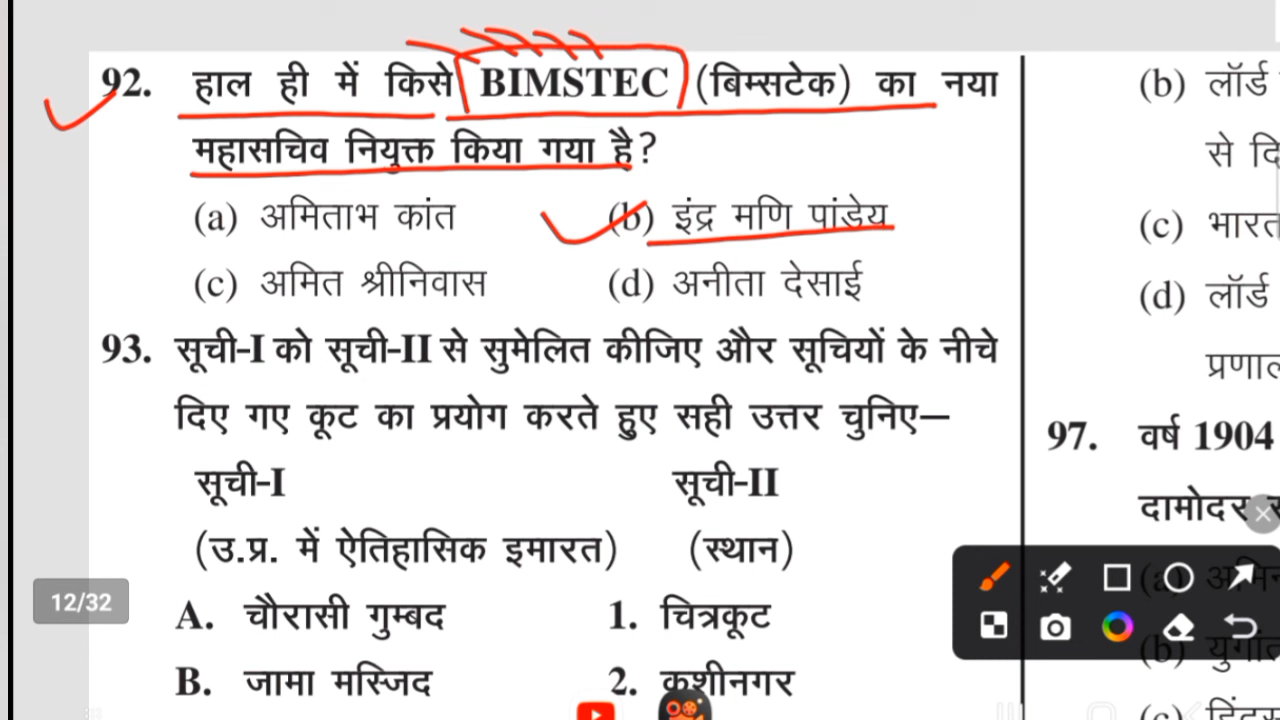 92. हाल ही में किसे BIMSTEC (बिम्सटेक) का नया
महासचिव नियुक्त किया गया है?
(a) अमिताभ कांत (b) इंद्र मणि पांडेय
(c) अमित श्रीनिवास (d) अनीता देसाई
93. सूची-I को सूची-II से सुमेलित कीजिए और सूचियों के नीचे
दिए गए कूट का प्रयोग करते हुए सही उत्तर चुनिए—
सूची-I सूची-II
(उ.प्र. में ऐतिहासिक इमारत) (स्थान)
A. चौरासी गुम्बद 1. चित्रकूट
B. जामा मस्जिद 2. कुशीनगर
12/32
(b) लॉर्ड
से
(c)
(d) लॉर्ड
97. वर्ष 1904
दामोदर
(a)
(b)
(c)